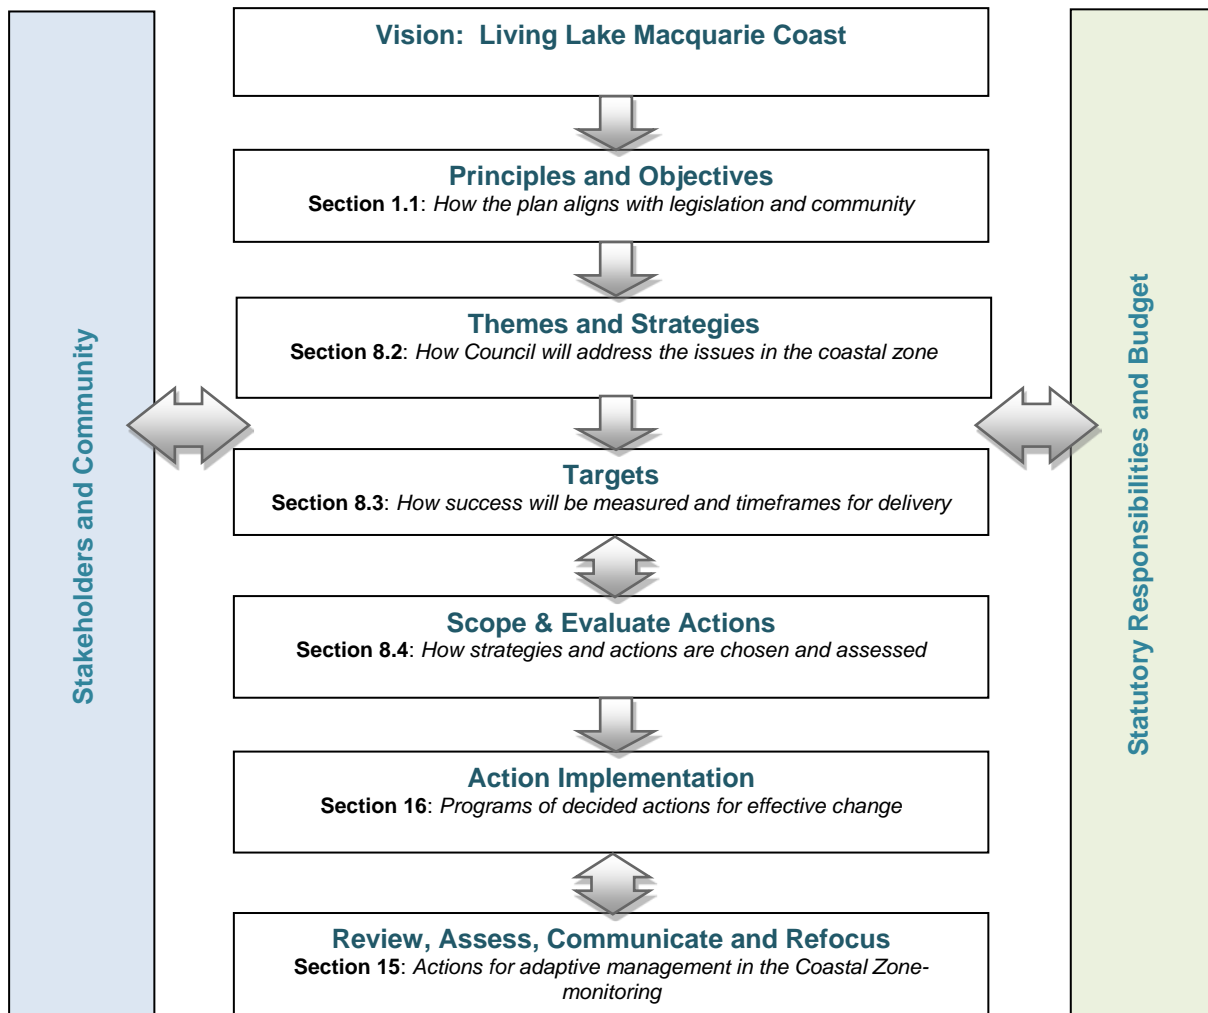 Vision:  Living Lake Macquarie Coast
Principles and Objectives
Section 1.1: How the plan aligns with legislation and community
Themes and Strategies
Section 8.2: How Council will address the issues in the coastal zone
Stakeholders and Community
Statutory Responsibilities and Budget
Targets
Section 8.3: How success will be measured and timeframes for delivery
Scope & Evaluate Actions
Section 8.4: How strategies and actions are chosen and assessed
Action Implementation
Section 16: Programs of decided actions for effective change
Review, Assess, Communicate and Refocus
Section 15: Actions for adaptive management in the Coastal Zone-
monitoring